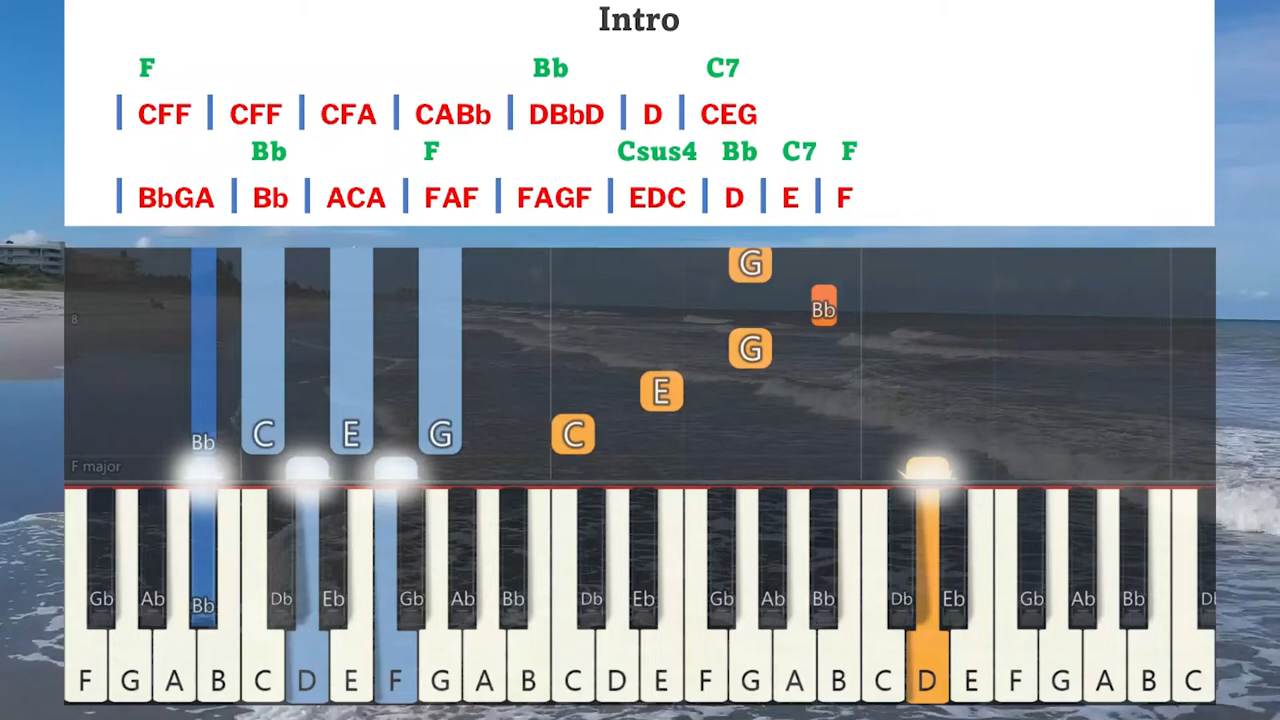 Intro
F Bb C7
| CFF | CFF | CFA | CABb | DBbD | D | CEG
Bb F Csus4 Bb C7 F
| BbGA | Bb | ACA | FAF | FAGF | EDC | D | E | F
G
8 Bb
G
E
Bb C E G C
F major
Gb Ab Bb Db Eb Gb Ab Bb Db Eb Gb Ab Bb Db Eb Gb Ab Bb
F G A B C D E F G A B C D E F G A B C D E F G A B C